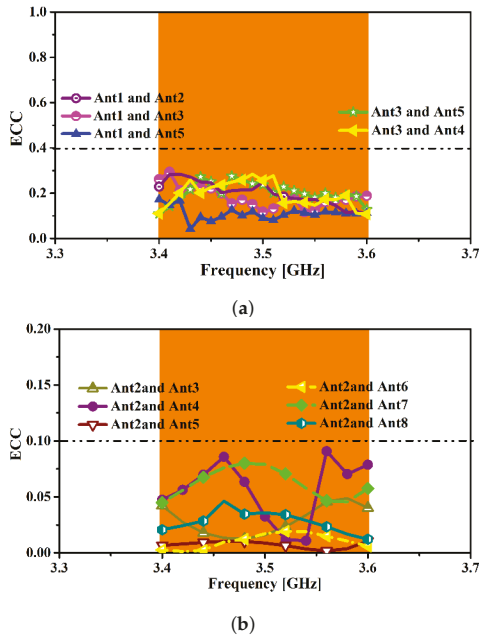 1.0
0.8
0.6
0.4
0.2
0.0
ECC
Ant1 and Ant2
Ant1 and Ant3
Ant1 and Ant5
Ant3 and Ant5
Ant3 and Ant4
3.3 3.4 3.5 3.6 3.7
Frequency [GHz]
(a)
0.20
0.15
0.10
0.05
0.00
ECC
Ant2and Ant3
Ant2and Ant4
Ant2and Ant5
Ant2and Ant6
Ant2and Ant7
Ant2and Ant8
3.3 3.4 3.5 3.6 3.7
Frequency [GHz]
(b)